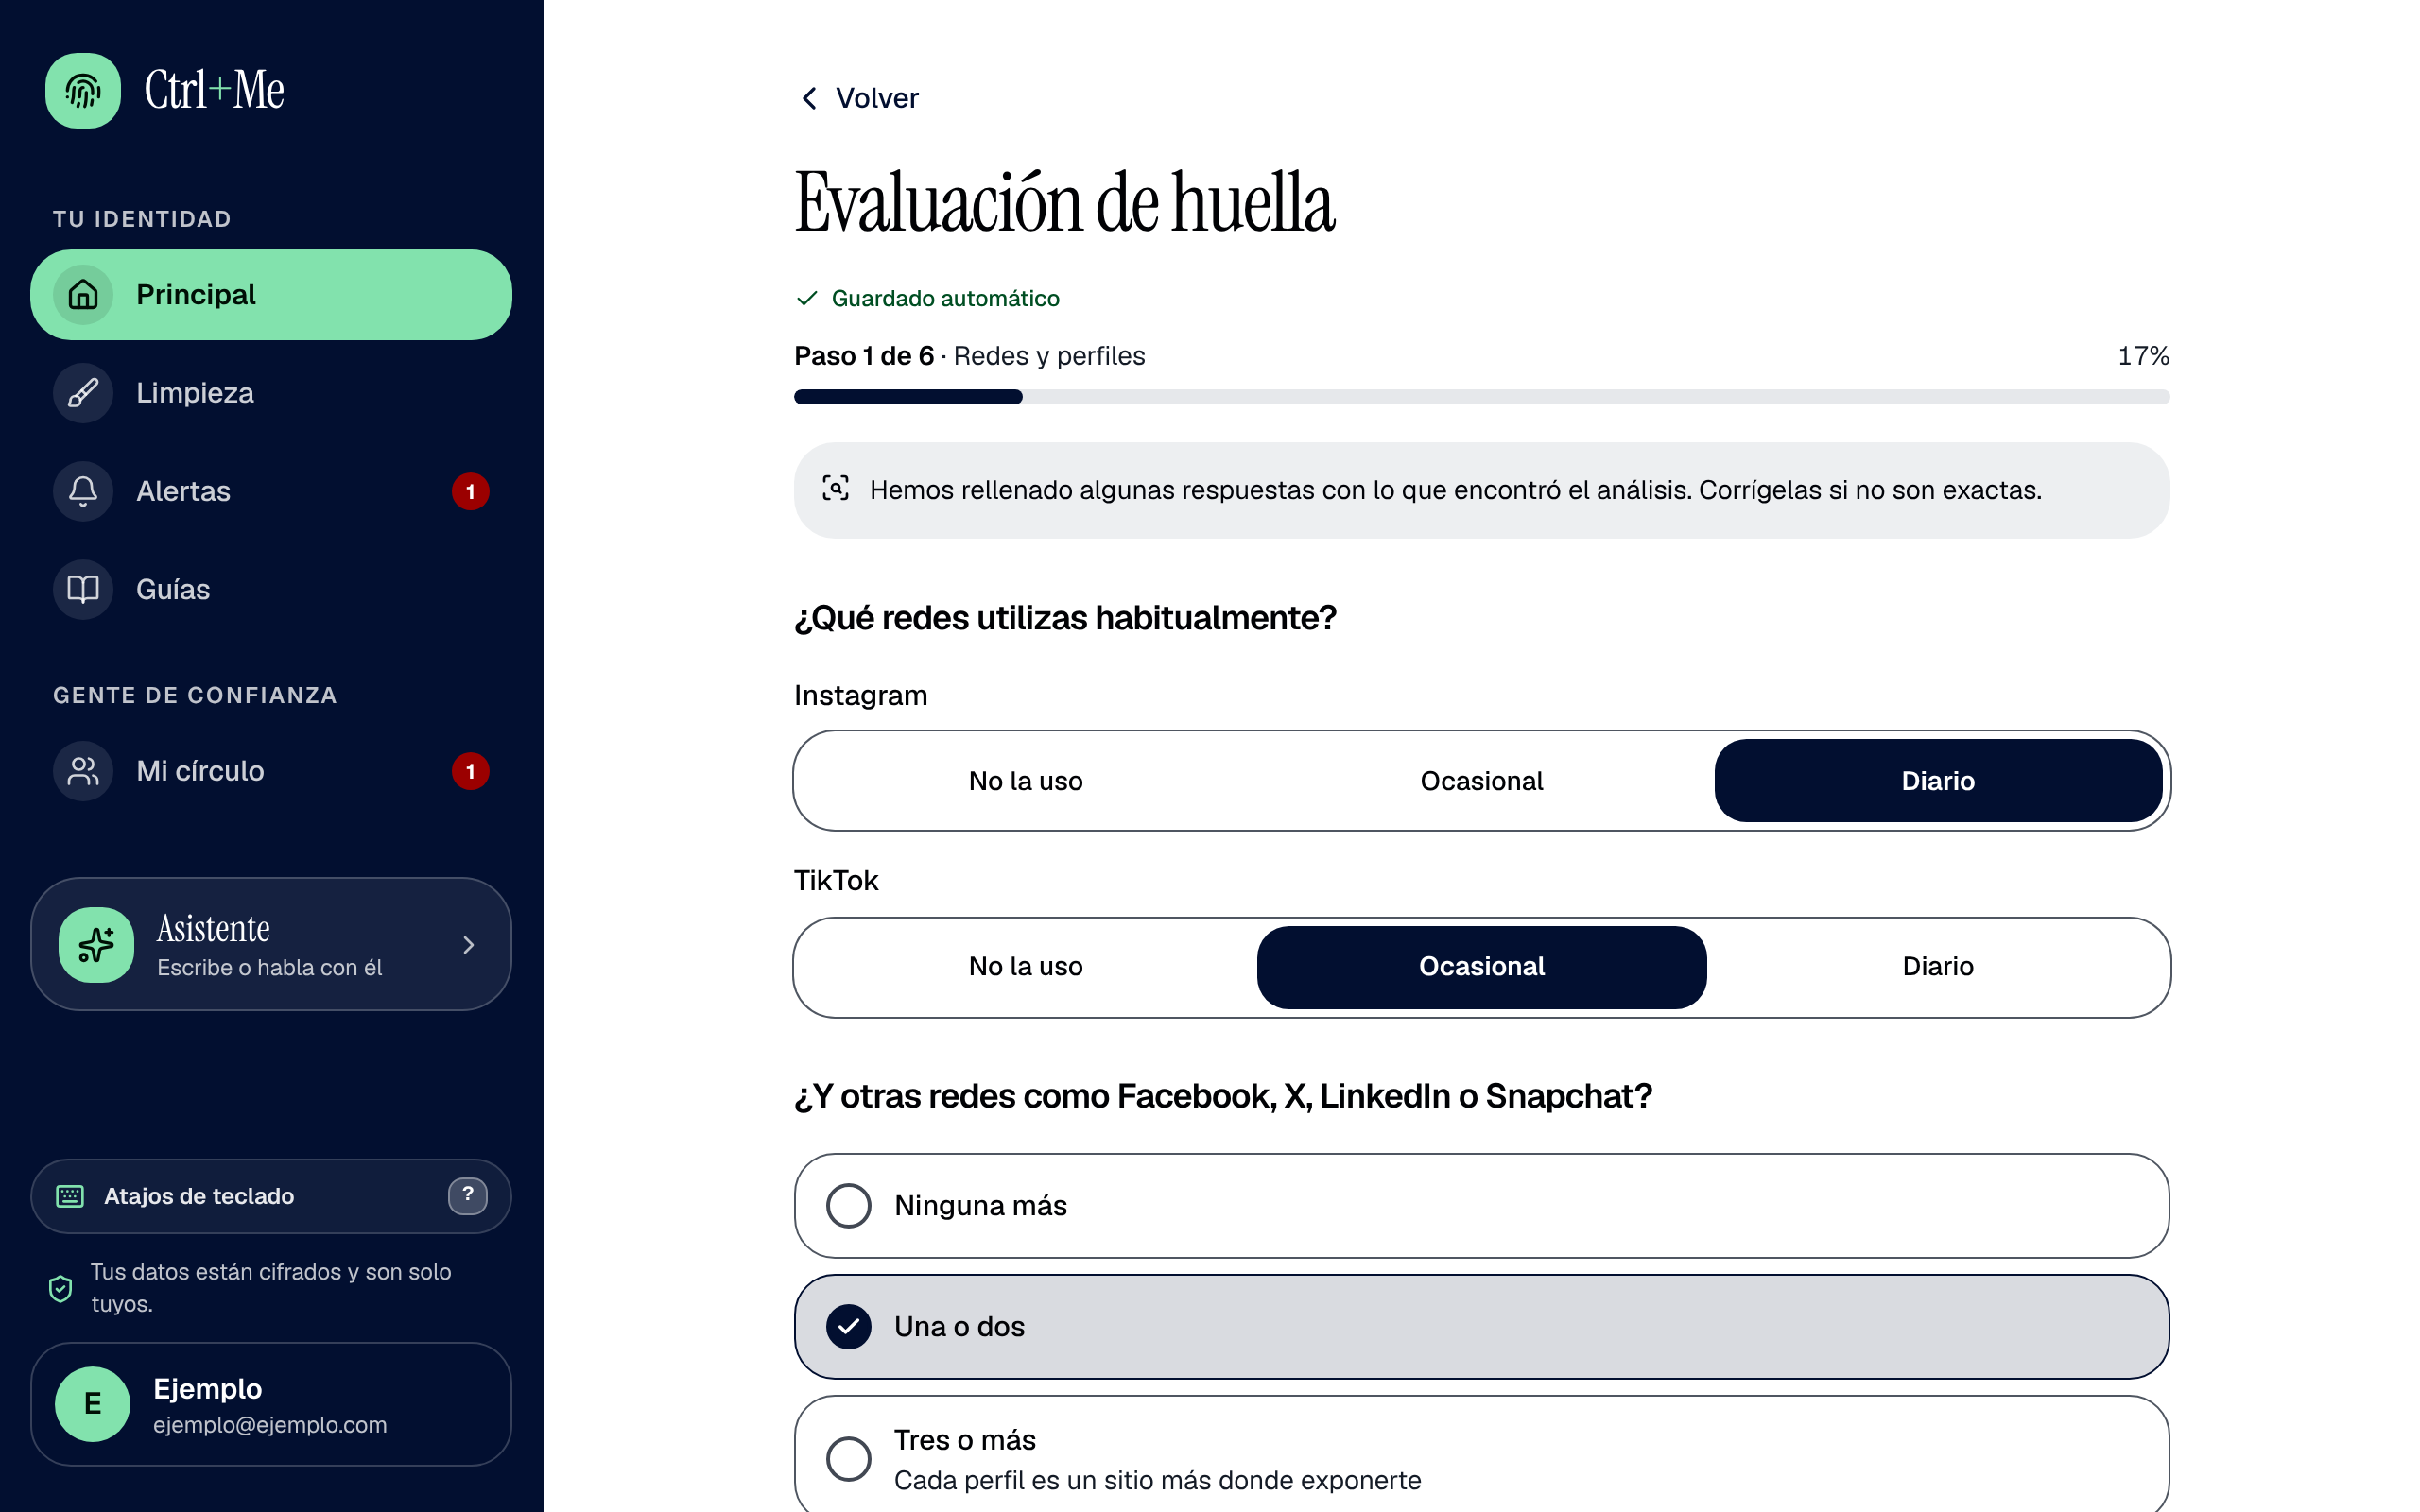 Ctrl+Me
TU IDENTIDAD
Principal
Limpieza
Alertas
1
Guías
GENTE DE CONFIANZA
Mi círculo
1
Asistente
Escribe o habla con él
Atajos de teclado
?
Tus datos están cifrados y son solo
tuyos.
E
Ejemplo
ejemplo@ejemplo.com
Volver
Evaluación de huella
Guardado automático
Paso 1 de 6 · Redes y perfiles
17%
Hemos rellenado algunas respuestas con lo que encontró el análisis. Corrígelas si no son exactas.
¿Qué redes utilizas habitualmente?
Instagram
No la uso
Ocasional
Diario
TikTok
No la uso
Ocasional
Diario
¿Y otras redes como Facebook, X, LinkedIn o Snapchat?
Ninguna más
Una o dos
Tres o más
Cada perfil es un sitio más donde exponerte